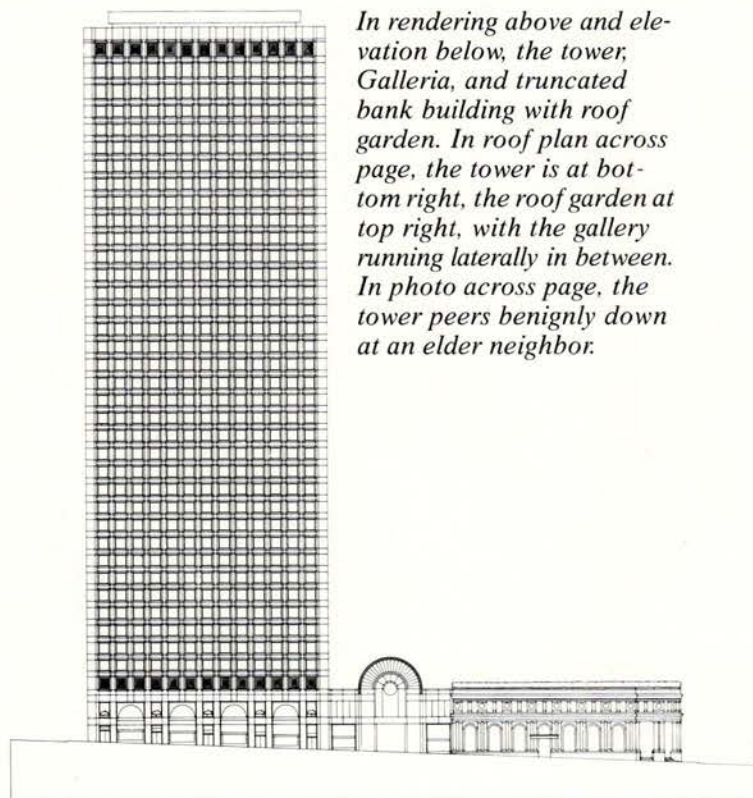 In rendering above and ele-
vation below, the tower,
Galleria, and truncated
bank building with roof
garden. In roof plan across
page, the tower is at bot-
tom right, the roof garden at
top right, with the gallery
running laterally in between.
In photo across page, the
tower peers benignly down
at an elder neighbor.